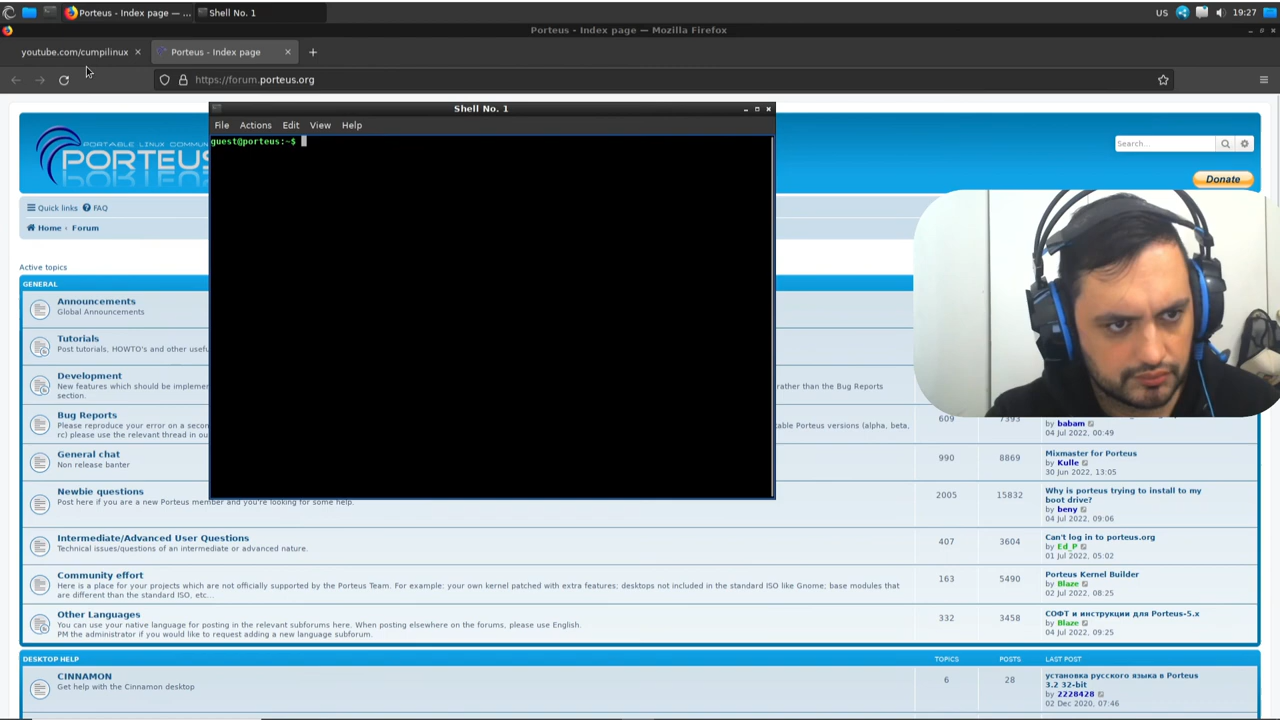 Porteus - Index page — ...
Shell No. 1
US
19:27
Porteus - Index page — Mozilla Firefox
youtube.com/cumpilinux
Porteus - Index page
https://forum.porteus.org
Shell No. 1
File Actions Edit View Help
guest@porteus:~$
PORTABLE LINUX COMMUN
PORTEUS
Search...
Donate
Quick links
FAQ
Home
Forum
Active topics
GENERAL
Announcements
Global Announcements
Tutorials
Post tutorials, HOWTO's and other usefu
Development
New features which should be impleme
rather than the Bug Reports
section.
Bug Reports
Please reproduce your error on a secon
table Porteus versions (alpha, beta,
rc) please use the relevant thread in ou
609
7393
by babam
04 Jul 2022, 00:49
General chat
Non release banter
990
8869
Mixmaster for Porteus
by Kulle
30 Jun 2022, 13:05
Newbie questions
Post here if you are a new Porteus member and you're looking for some help.
2005
15832
Why is porteus trying to install to my
boot drive?
by beny
04 Jul 2022, 09:06
Intermediate/Advanced User Questions
Technical issues/questions of an intermediate or advanced nature.
407
3604
Can't log in to porteus.org
by Ed_P
01 Jul 2022, 05:02
Community effort
Here is a place for your projects which are not officially supported by the Porteus Team. For example: your own kernel patched with extra features; desktops not included in the standard ISO like Gnome; base modules that
are different than the standard ISO, etc...
163
5490
Porteus Kernel Builder
by Blaze
02 Jul 2022, 08:25
Other Languages
You can use your native language for posting in the relevant subforums here. When posting elsewhere on the forums, please use English.
PM the administrator if you would like to request adding a new language subforum.
332
3458
СОФТ и инструкции для Porteus-5.x
by Blaze
04 Jul 2022, 09:25
DESKTOP HELP
TOPICS
POSTS
LAST POST
CINNAMON
Get help with the Cinnamon desktop
6
28
установка русского языка в Porteus
3.2 32-bit
by 2228428
02 Dec 2020, 07:46